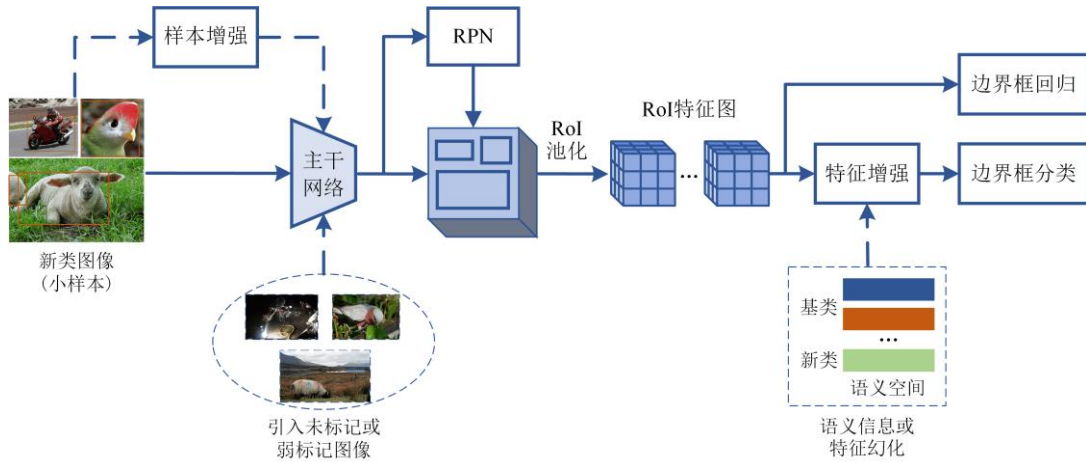 样本增强
RPN
边界框回归
RoI特征图
RoI
池化
主干
网络
...
特征增强
边界框分类
新类图像
(小样本)
基类
...
新类
语义空间
引入未标记或
弱标记图像
语义信息或
特征幻化